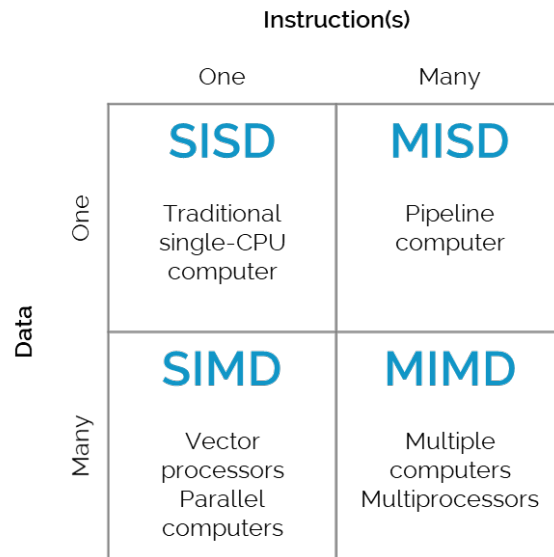 Instruction(s)
One
Many
Data
One
SISD
Traditional
single-CPU
computer
MISD
Pipeline
computer
Many
SIMD
Vector
processors
Parallel
computers
MIMD
Multiple
computers
Multiprocessors